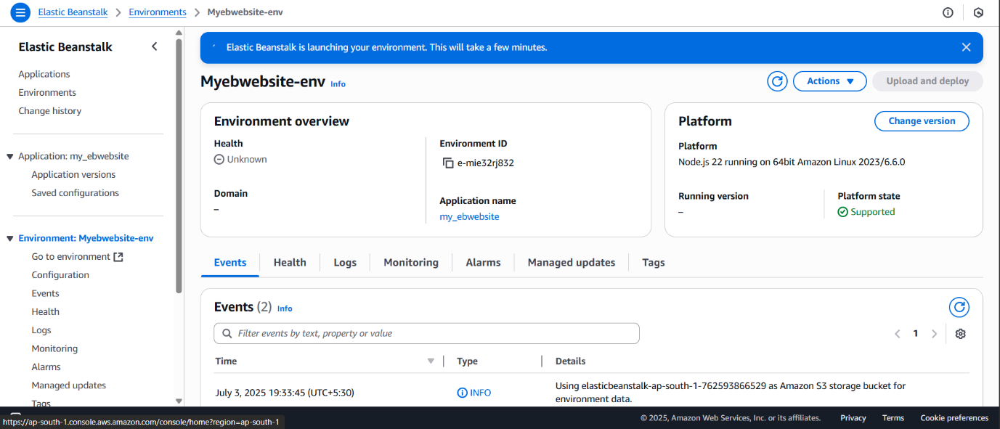 Elastic Beanstalk > Environments > Myebwebsite-env
Elastic Beanstalk
Applications
Environments
Change history
Application: my_ebwebsite
Application versions
Saved configurations
Environment: Myebwebsite-env
Go to environment
Configuration
Events
Health
Logs
Monitoring
Alarms
Managed updates
Tags
Elastic Beanstalk is launching your environment. This will take a few minutes.
Myebwebsite-env Info
Actions
Upload and deploy
Environment overview
Health
Unknown
Domain
–
Environment ID
e-mie32rj832
Application name
my_ebwebsite
Platform
Change version
Platform
Node.js 22 running on 64bit Amazon Linux 2023/6.6.0
Running version
–
Platform state
Supported
Events Health Logs Monitoring Alarms Managed updates Tags
Events (2) Info
Filter events by text, property or value
1
Time Type Details
July 3, 2025 19:33:45 (UTC+5:30) INFO Using elasticbeanstalk-ap-south-1-762593866529 as Amazon S3 storage bucket for
environment data.
https://ap-south-1.console.aws.amazon.com/console/home?region=ap-south-1
© 2025, Amazon Web Services, Inc. or its affiliates. Privacy Terms Cookie preferences